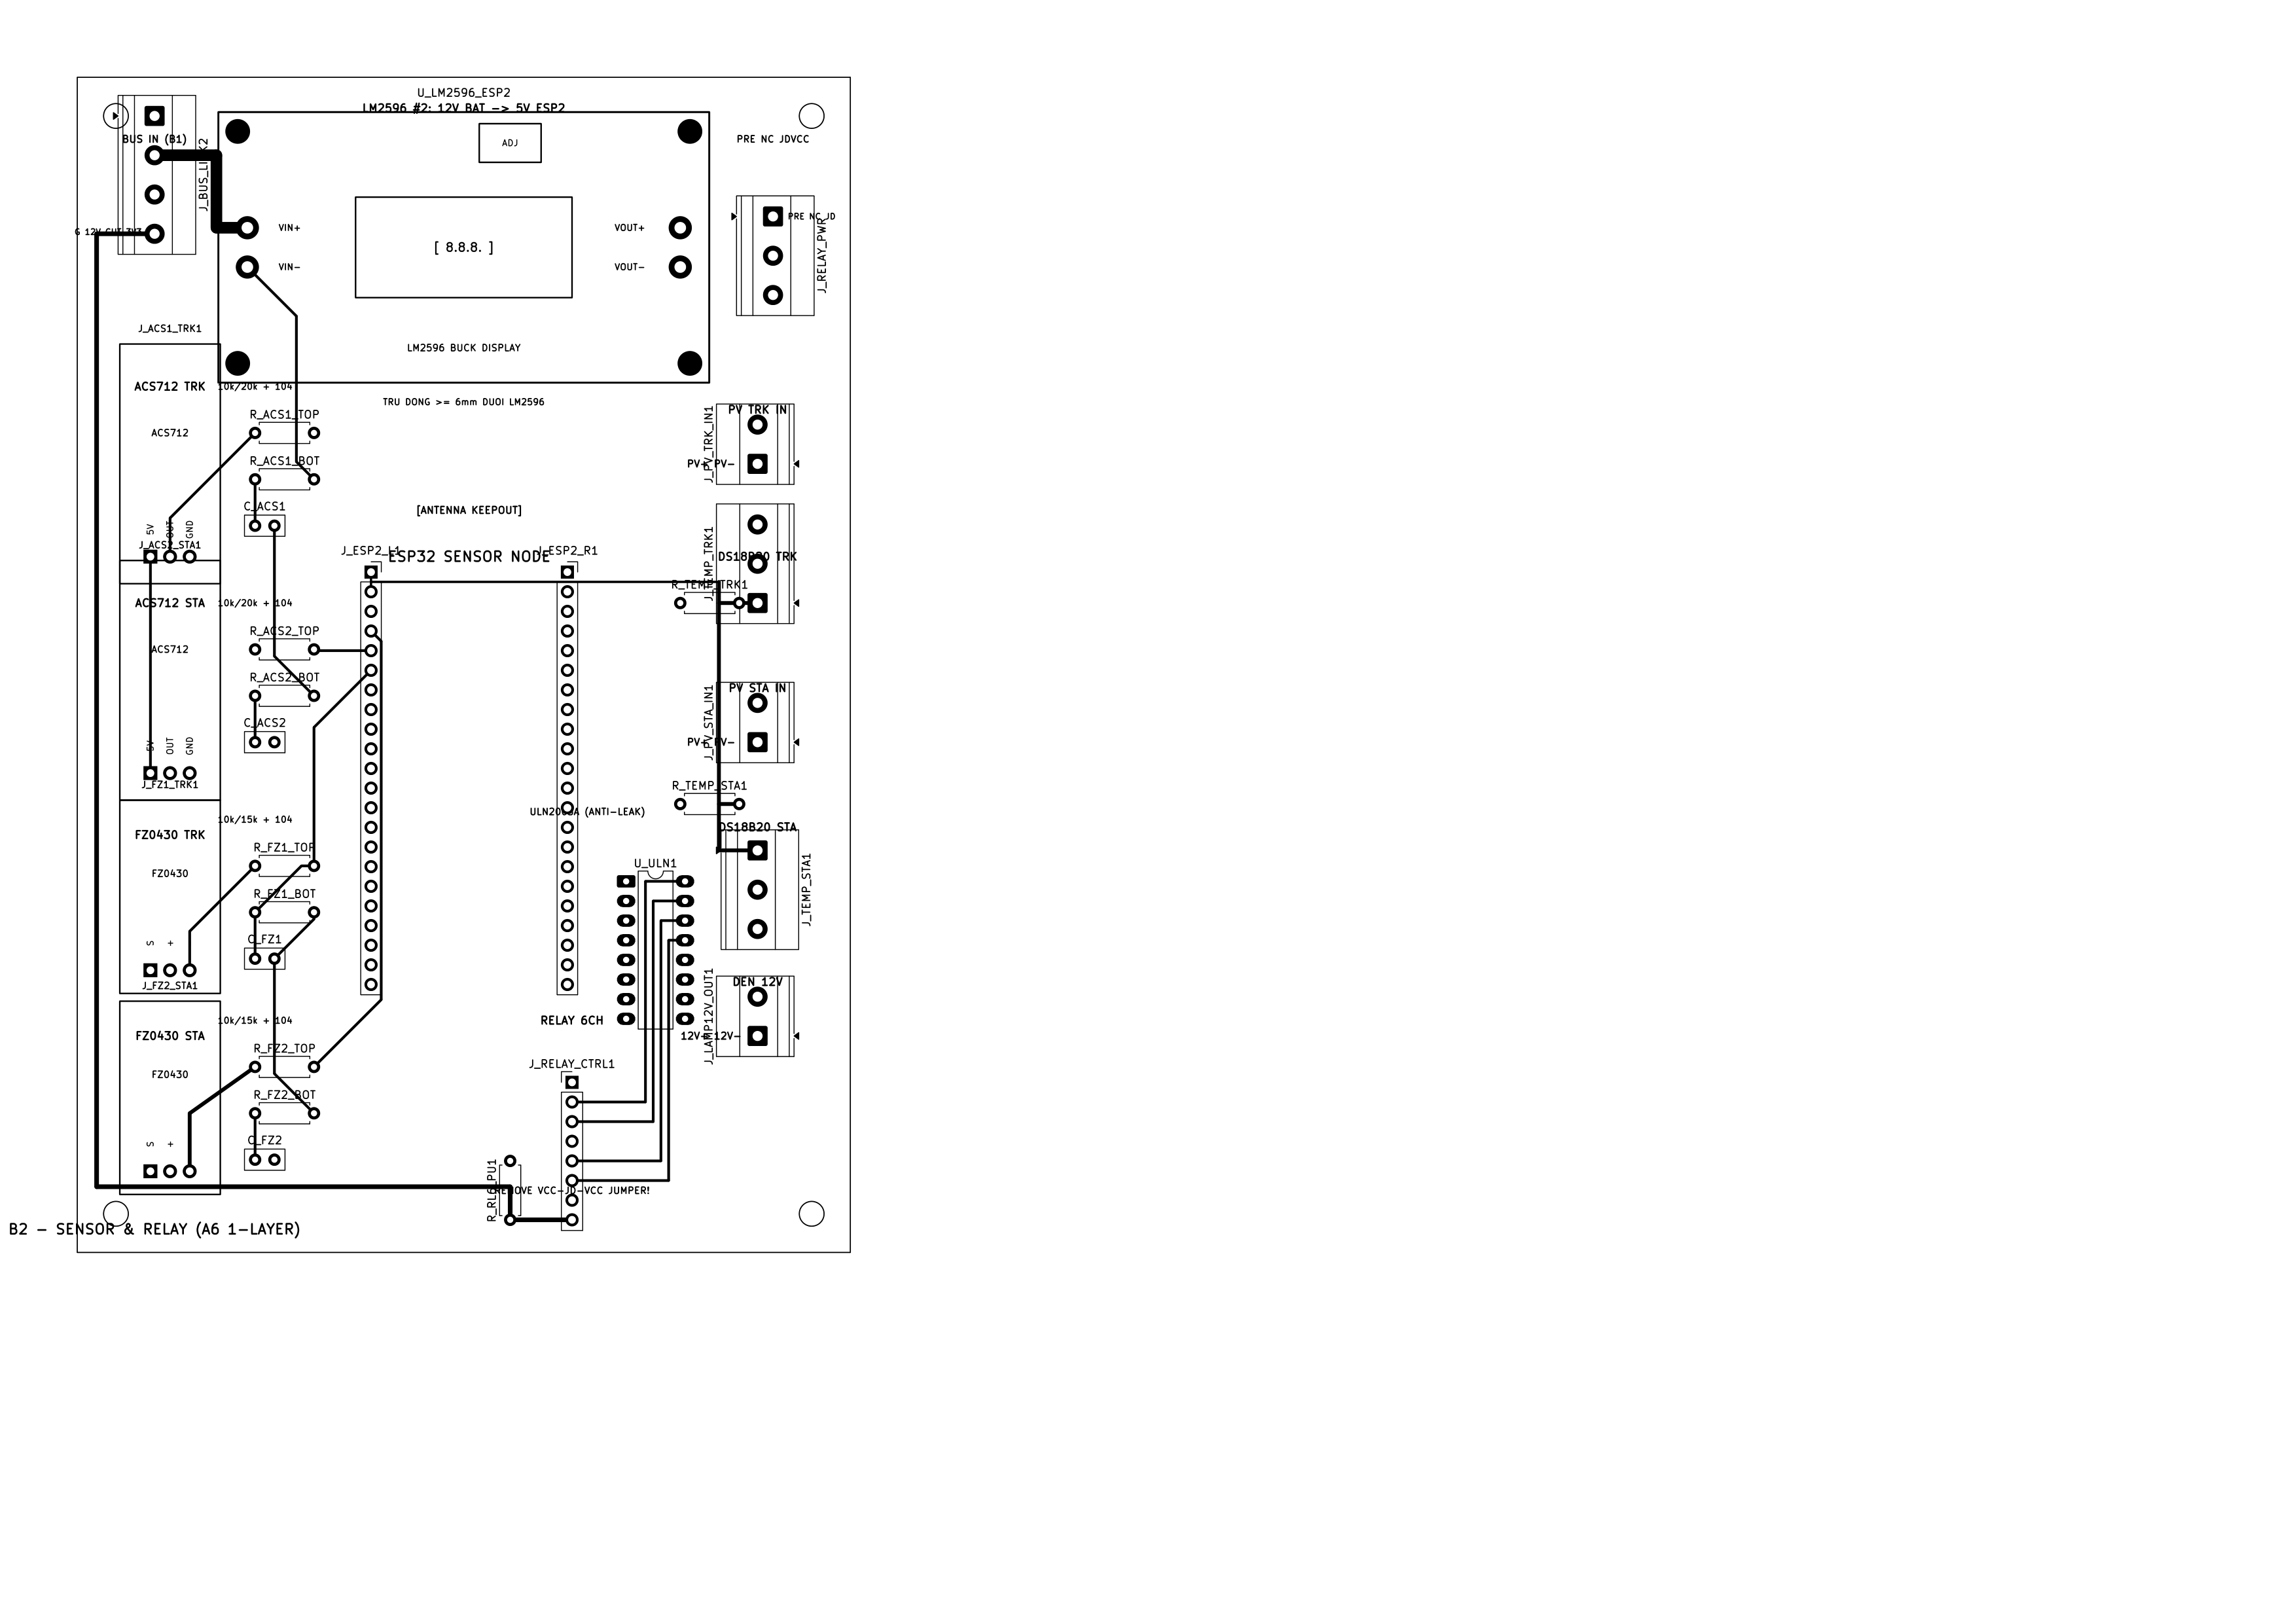 U_LM2596_ESP2
LM2596 #2: 12V BAT -> 5V ESP2
ADJ
BUS IN (B1)
PRE NC JDVCC
PRE NC JD
J_RELAY_PWR
VIN+
VOUT+
[ 8.8.8. ]
VIN-
VOUT-
J_ACS1_TRK1
LM2596 BUCK DISPLAY
ACS712 TRK
10k/20k + 104
TRU DONG >= 6mm DUOI LM2596
R_ACS1_TOP
PV TRK IN
J_PV_TRK_IN1
ACS712
R_ACS1_BOT
PV+ PV-
C_ACS1
[ANTENNA KEEPOUT]
5V
OUT
GND
J_ACS2_STA1
J_ESP2_L1
ESP32 SENSOR NODE
J_ESP2_R1
DS18B20 TRK
J_TEMP_TRK1
R_TEMP_TRK1
ACS712 STA
10k/20k + 104
R_ACS2_TOP
ACS712
R_ACS2_BOT
PV STA IN
J_PV_STA_IN1
C_ACS2
PV+ PV-
5V
OUT
GND
J_FZ1_TRK1
R_TEMP_STA1
ULN2003A (ANTI-LEAK)
10k/15k + 104
FZ0430 TRK
DS18B20 STA
R_FZ1_TOP
FZ0430
U_ULN1
J_TEMP_STA1
R_FZ1_BOT
C_FZ1
S
+
J_FZ2_STA1
DEN 12V
J_LAMP12V_OUT1
10k/15k + 104
RELAY 6CH
FZ0430 STA
12V+ 12V-
R_FZ2_TOP
FZ0430
J_RELAY_CTRL1
R_FZ2_BOT
C_FZ2
S
+
R_RL6_PU1
REMOVE VCC-JD-VCC JUMPER!
B2 - SENSOR & RELAY (A6 1-LAYER)